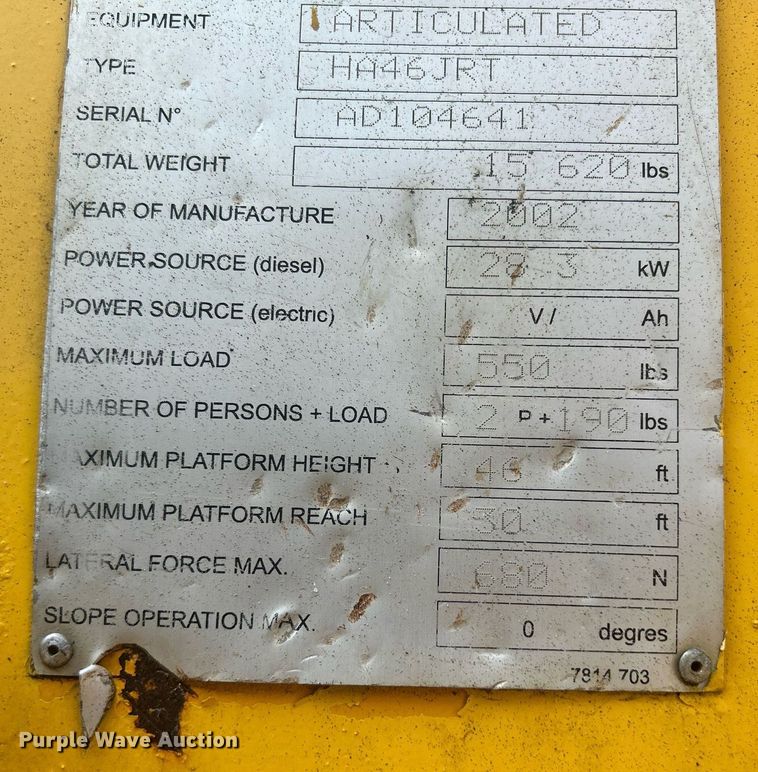 EQUIPMENT ARTICULATED
TYPE HA46JRT
SERIAL N° AD104641
TOTAL WEIGHT 15 620 lbs
YEAR OF MANUFACTURE 2002
POWER SOURCE (diesel) 28.3 kW
POWER SOURCE (electric) V / Ah
MAXIMUM LOAD 550 lbs
NUMBER OF PERSONS + LOAD 2 P + 190 lbs
MAXIMUM PLATFORM HEIGHT 46 ft
MAXIMUM PLATFORM REACH 30 ft
LATERAL FORCE MAX. 680 N
SLOPE OPERATION MAX. 0 degres
7814 703
Purple Wave Auction